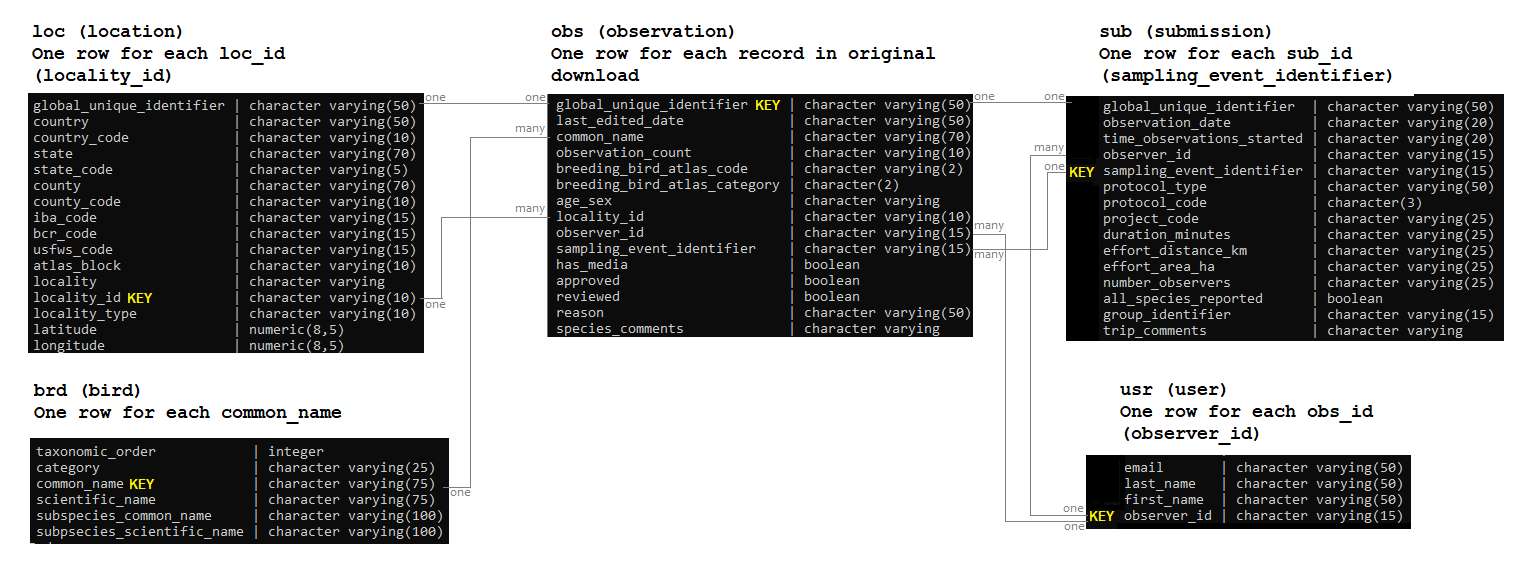 loc (location)
One row for each loc_id
(locality_id)
global_unique_identifier | character varying(50)
country | character varying(50)
country_code | character varying(10)
state | character varying(70)
state_code | character varying(5)
county | character varying(70)
county_code | character varying(10)
iba_code | character varying(15)
bcr_code | character varying(15)
usfws_code | character varying(15)
atlas_block | character varying(10)
locality | character varying
locality_id KEY | character varying(10)
locality_type | character varying(10)
latitude | numeric(8,5)
longitude | numeric(8,5)
one
one
brd (bird)
One row for each common_name
taxonomic_order | integer
category | character varying(25)
common_name KEY | character varying(75)
scientific_name | character varying(75)
subspecies_common_name | character varying(100)
subpsecies_scientific_name | character varying(100)
one
obs (observation)
One row for each record in original
download
one
many
many
global_unique_identifier KEY | character varying(50)
last_edited_date | character varying(50)
common_name | character varying(70)
observation_count | character varying(10)
breeding_bird_atlas_code | character varying(2)
breeding_bird_atlas_category | character(2)
age_sex | character varying
locality_id | character varying(10)
observer_id | character varying(15)
sampling_event_identifier | character varying(15)
has_media | boolean
approved | boolean
reviewed | boolean
reason | character varying(50)
species_comments | character varying
one
many
many
sub (submission)
One row for each sub_id
(sampling_event_identifier)
one
many
one
global_unique_identifier | character varying(50)
observation_date | character varying(20)
time_observations_started | character varying(20)
observer_id | character varying(15)
KEY sampling_event_identifier | character varying(15)
protocol_type | character varying(50)
protocol_code | character(3)
project_code | character varying(25)
duration_minutes | character varying(25)
effort_distance_km | character varying(25)
effort_area_ha | character varying(25)
number_observers | character varying(25)
all_species_reported | boolean
group_identifier | character varying(15)
trip_comments | character varying
usr (user)
One row for each obs_id
(observer_id)
email | character varying(50)
last_name | character varying(50)
first_name | character varying(50)
KEY observer_id | character varying(15)
one
one